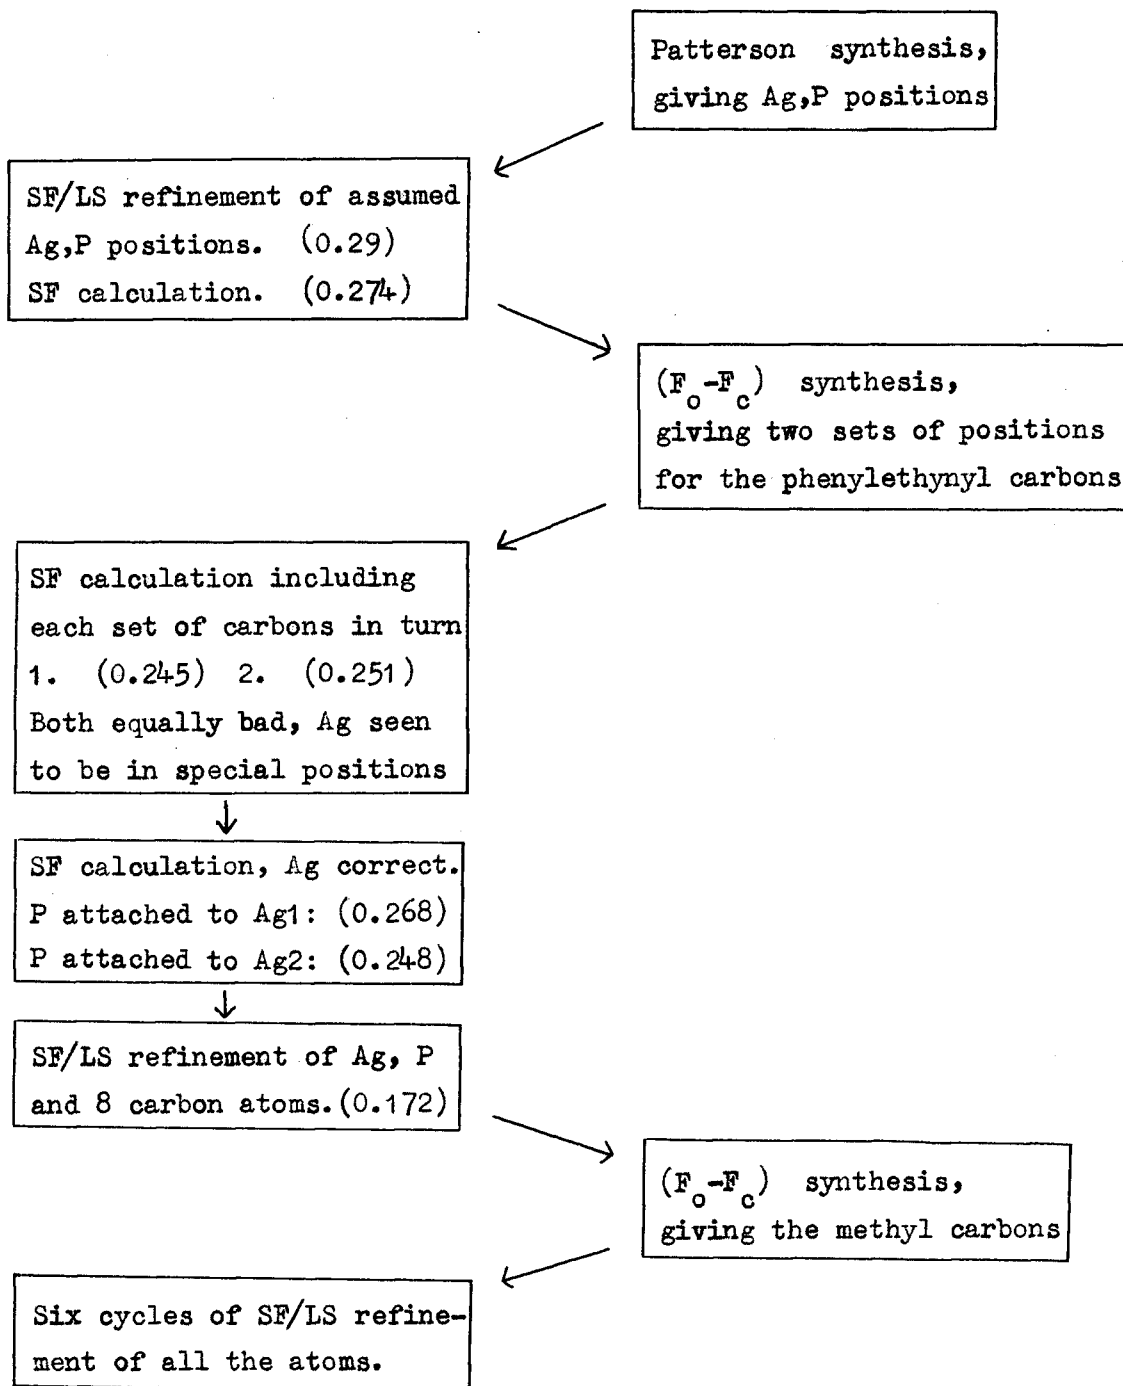 Patterson synthesis,
giving Ag,P positions
SF/LS refinement of assumed
Ag,P positions. (0.29)
SF calculation. (0.274)
(Fo-Fc) synthesis,
giving two sets of positions
for the phenylethynyl carbons
SF calculation including
each set of carbons in turn
1. (0.245) 2. (0.251)
Both equally bad, Ag seen
to be in special positions
SF calculation, Ag correct.
P attached to Ag1: (0.268)
P attached to Ag2: (0.248)
SF/LS refinement of Ag, P
and 8 carbon atoms.(0.172)
(Fo-Fc) synthesis,
giving the methyl carbons
Six cycles of SF/LS refine-
ment of all the atoms.